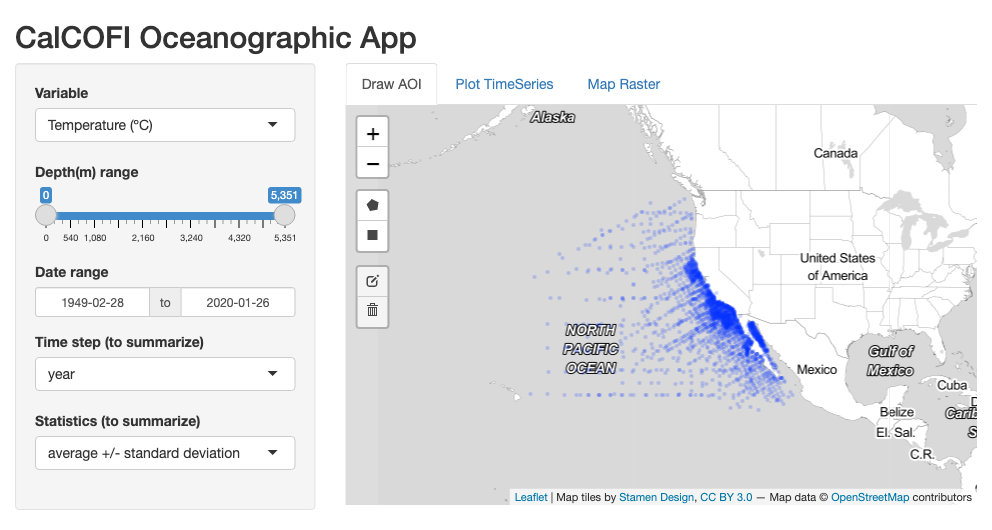 CalCOFI Oceanographic App
Variable
Temperature (ºC)
Depth(m) range
0 5,351
0 540 1,080 2,160 3,240 4,320 5,351
Date range
1949-02-28 to 2020-01-26
Time step (to summarize)
year
Statistics (to summarize)
average +/- standard deviation
Draw AOI Plot TimeSeries Map Raster
+
−
Alaska
Canada
United States
of America
NORTH
PACIFIC
OCEAN
Gulf of
Mexico
Mexico
Cuba
D
Belize
Carib
El. Sal.
S
C.R.
Leaflet | Map tiles by Stamen Design, CC BY 3.0 — Map data © OpenStreetMap contributors